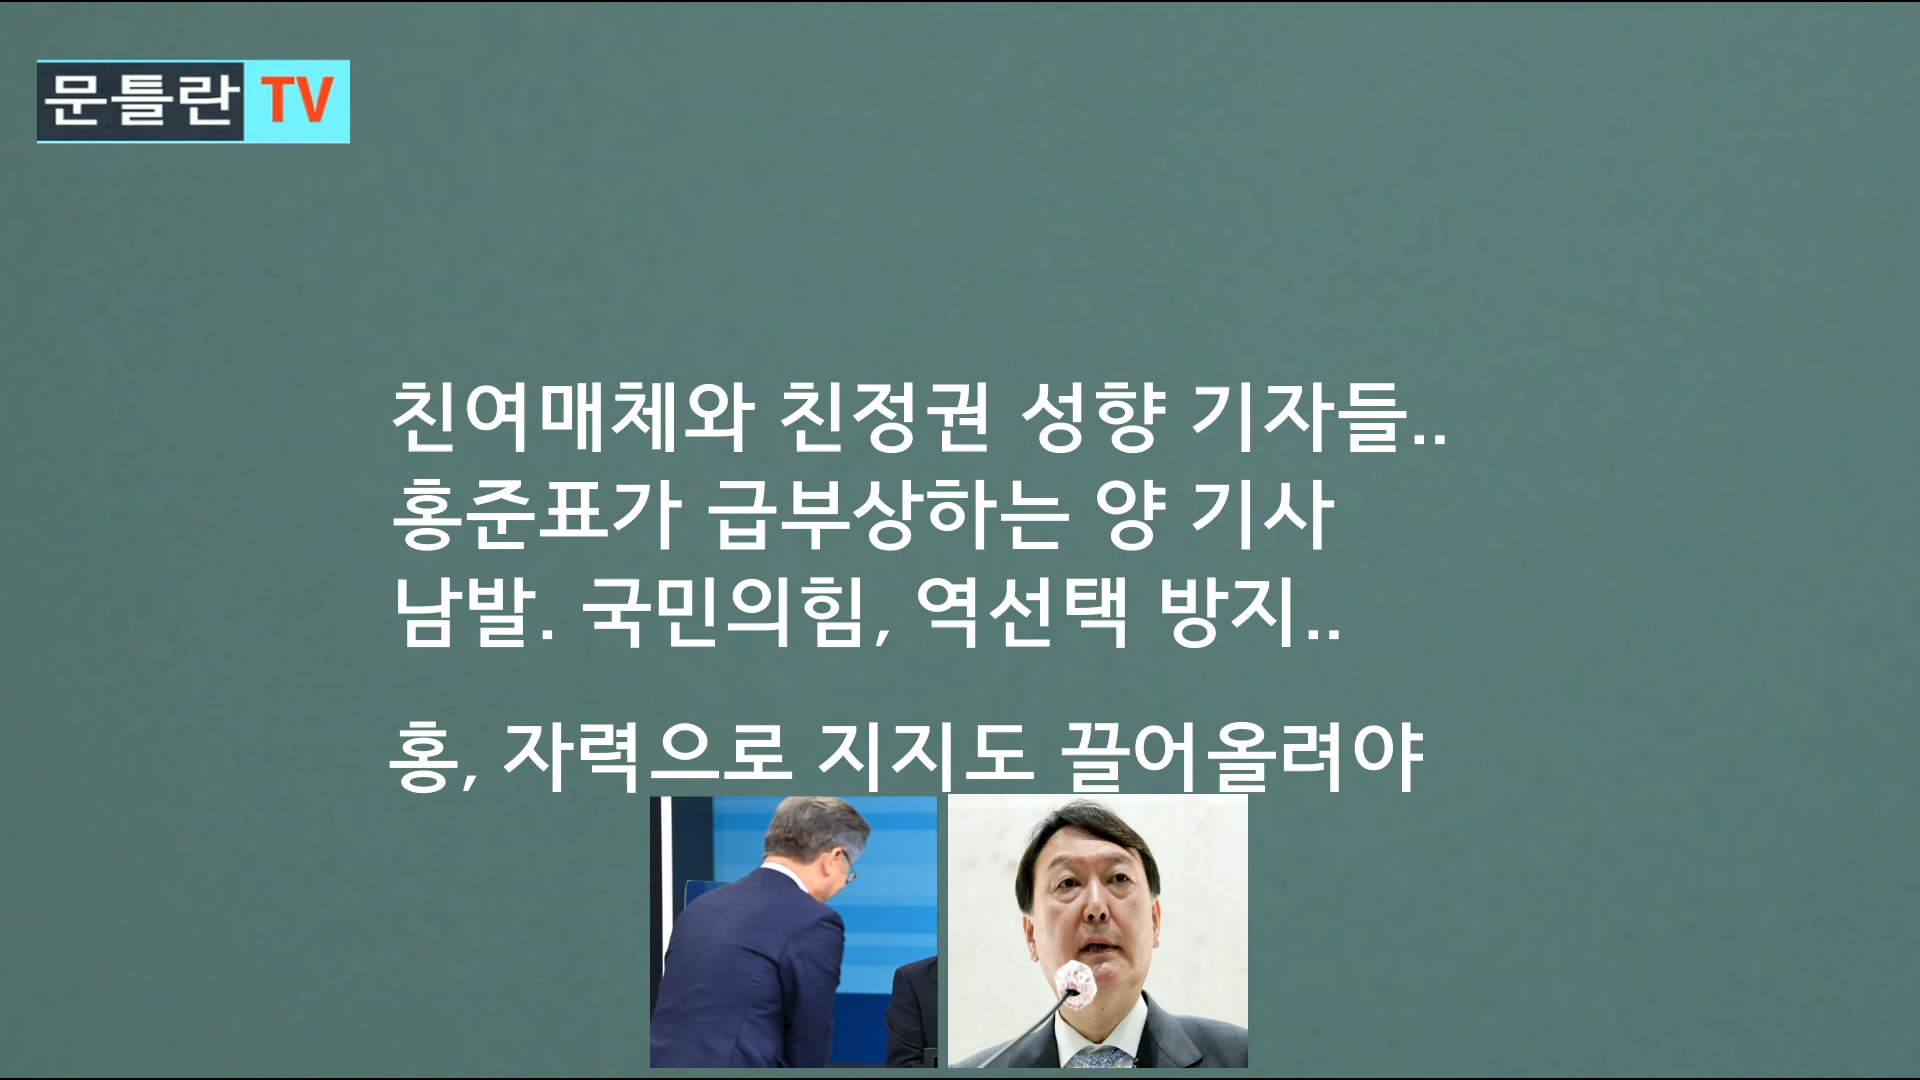 문틀란 TV
친여매체와 친정권 성향 기자들..
홍준표가 급부상하는 양 기사
남발. 국민의힘, 역선택 방지..
홍, 자력으로 지지도 끌어올려야